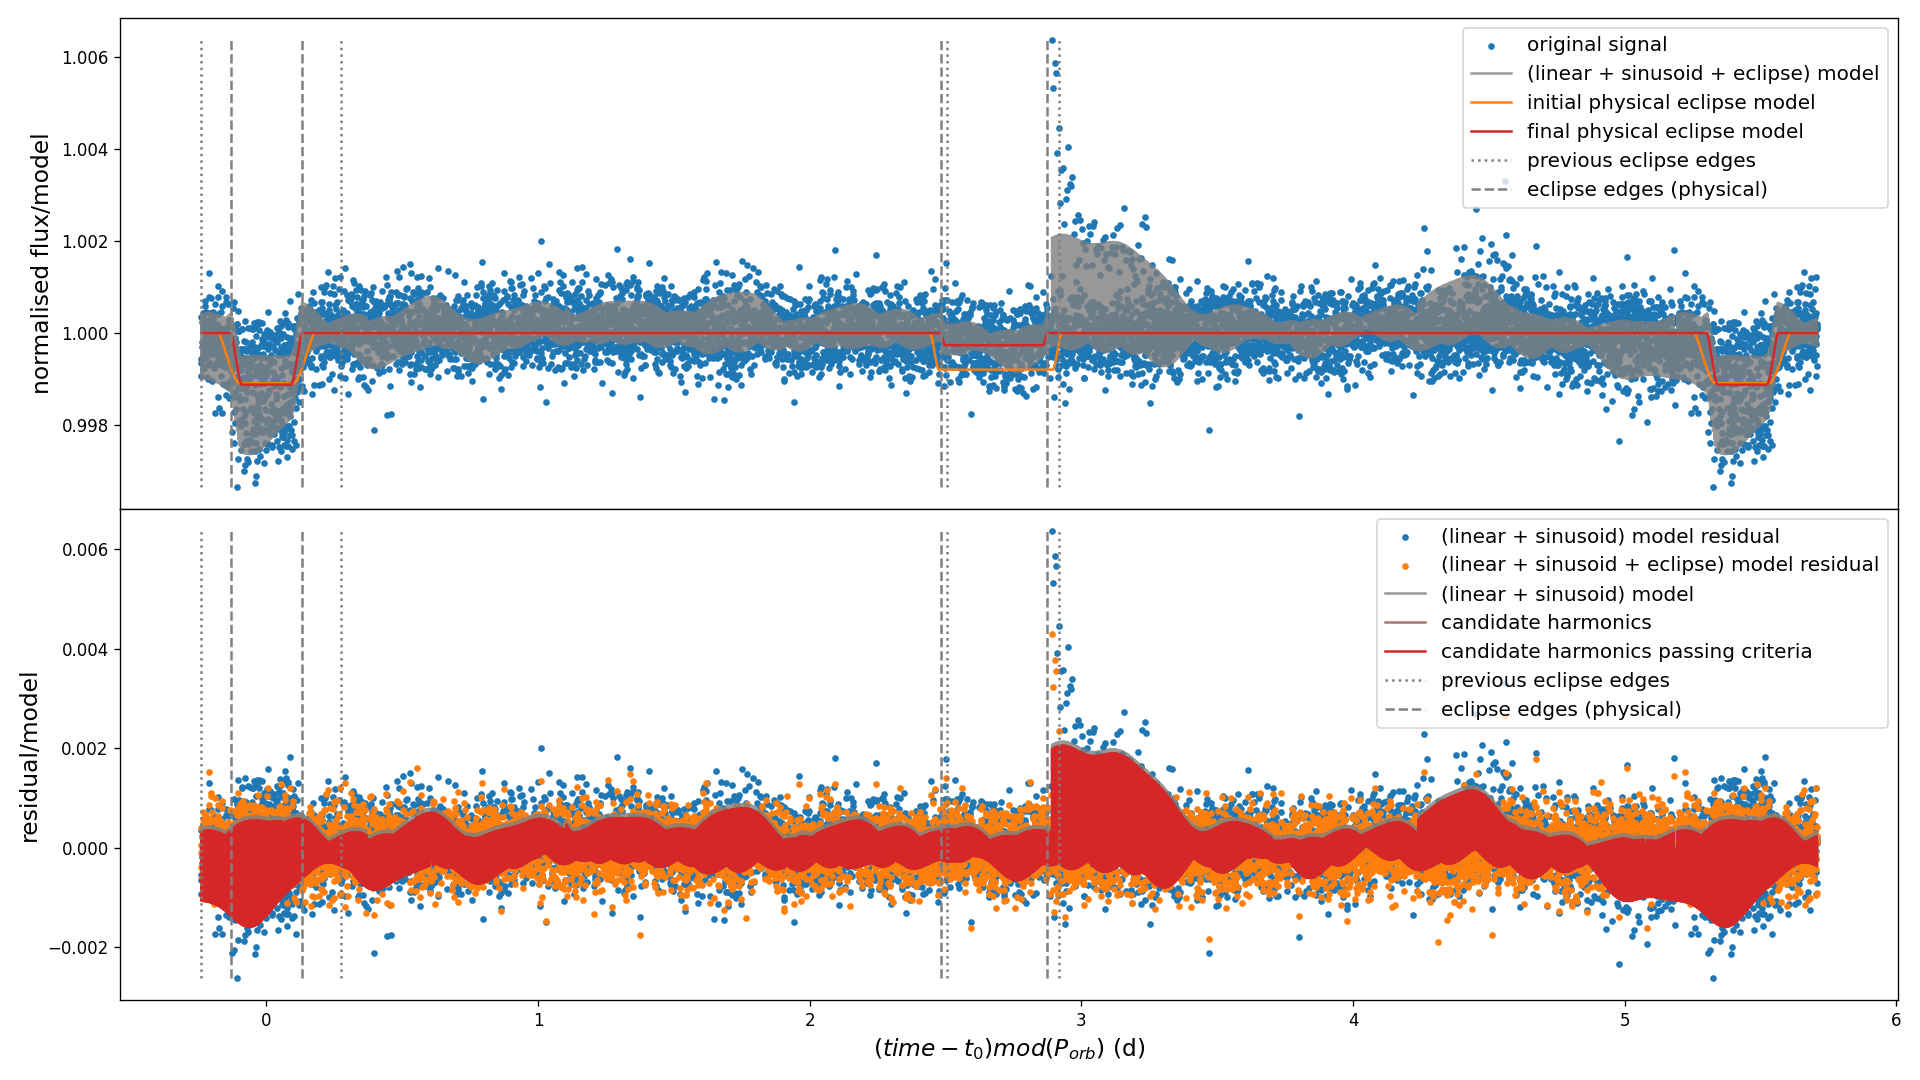 normalised flux/model
1.006
1.004
1.002
1.000
0.998
original signal
(linear + sinusoid + eclipse) model
initial physical eclipse model
final physical eclipse model
previous eclipse edges
eclipse edges (physical)
residual/model
0.006
0.004
0.002
0.000
−0.002
(linear + sinusoid) model residual
(linear + sinusoid + eclipse) model residual
(linear + sinusoid) model
candidate harmonics
candidate harmonics passing criteria
previous eclipse edges
eclipse edges (physical)
0 1 2 3 4 5 6
(time − t₀)mod(P_orb) (d)